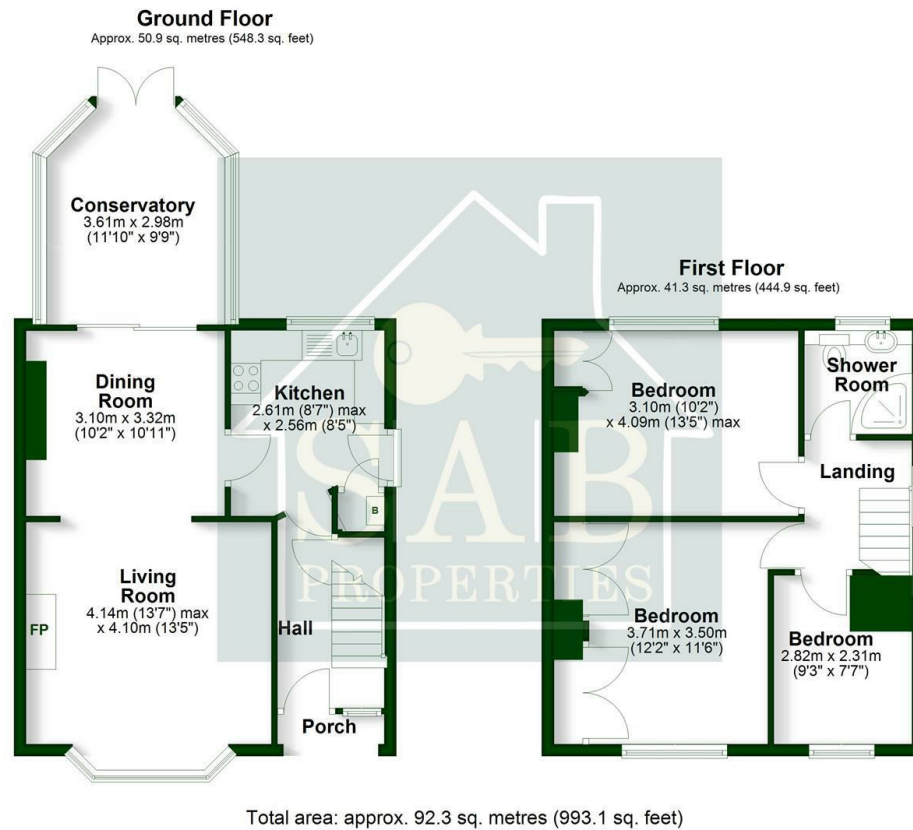 Ground Floor
Approx. 50.9 sq. metres (548.3 sq. feet)
Conservatory
3.61m x 2.98m
(11'10" x 9'9")
Dining
Room
3.10m x 3.32m
(10'2" x 10'11")
Kitchen
2.61m (8'7") max
x 2.56m (8'5")
B
Living
Room
4.14m (13'7") max
x 4.10m (13'5")
FP
Hall
Porch
First Floor
Approx. 41.3 sq. metres (444.9 sq. feet)
Bedroom
3.10m (10'2")
x 4.09m (13'5") max
Shower
Room
Landing
Bedroom
3.71m x 3.50m
(12'2" x 11'6")
Bedroom
2.82m x 2.31m
(9'3" x 7'7")
SAB
PROPERTIES
Total area: approx. 92.3 sq. metres (993.1 sq. feet)